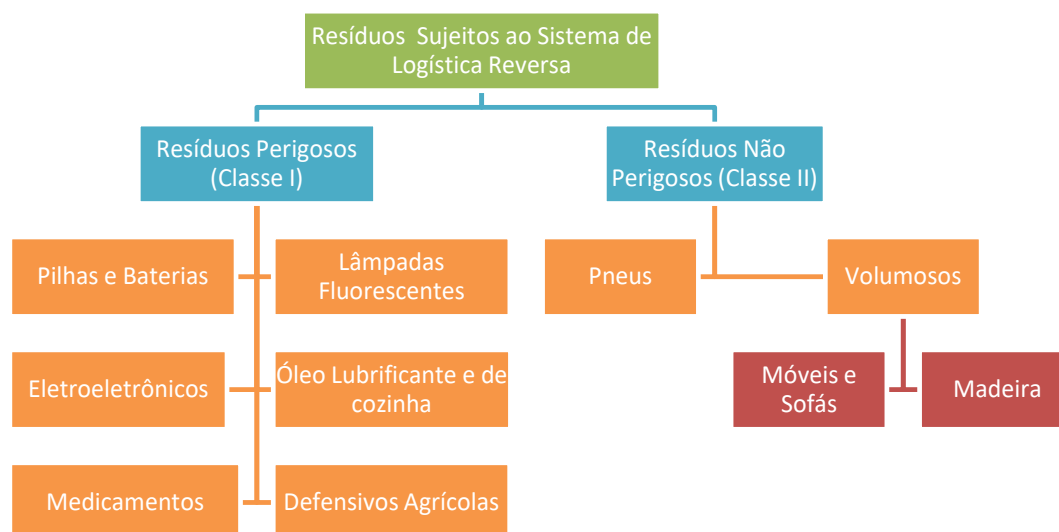 Resíduos Sujeitos ao Sistema de
Logística Reversa
Resíduos Perigosos
(Classe I)
Resíduos Não
Perigosos (Classe II)
Pilhas e Baterias
Lâmpadas
Fluorescentes
Pneus
Volumosos
Eletroeletrônicos
Óleo Lubrificante e de
cozinha
Móveis e
Sofás
Madeira
Medicamentos
Defensivos Agrícolas